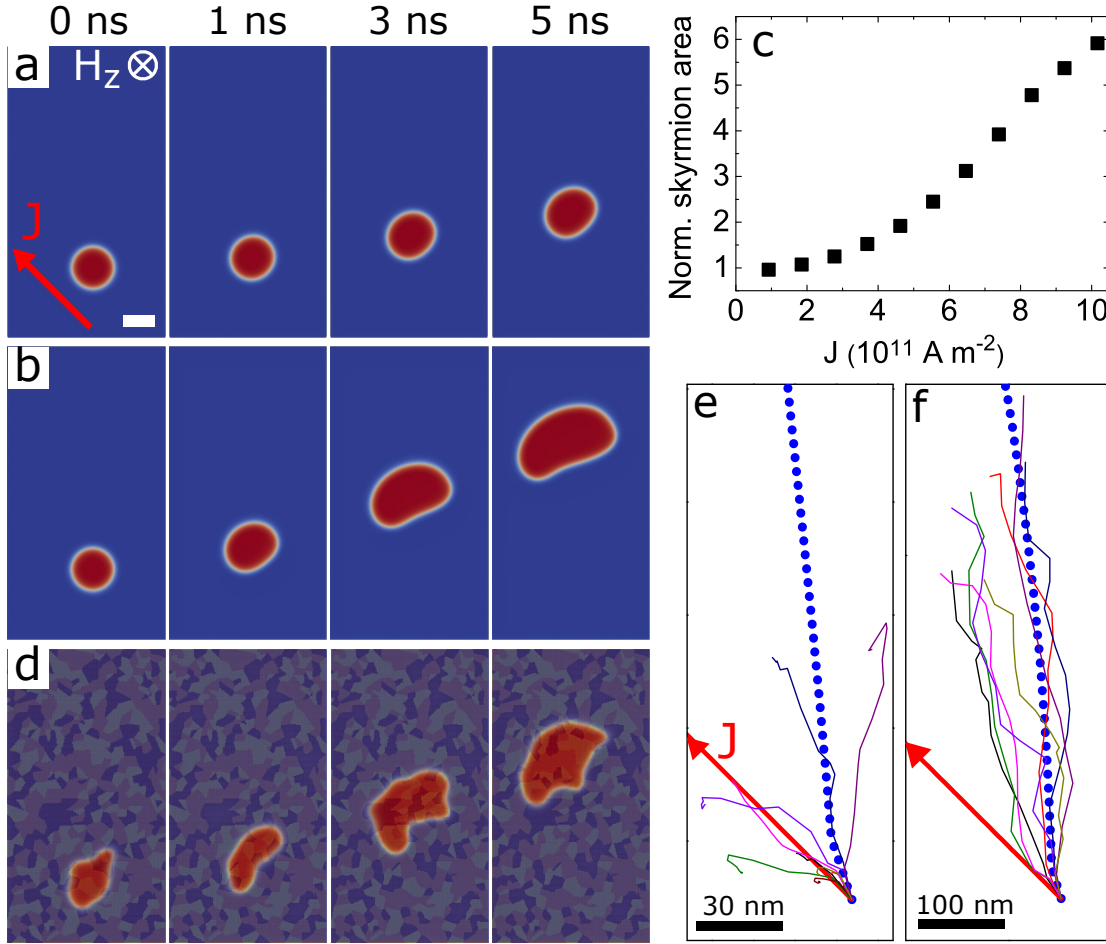 0 ns 1 ns 3 ns 5 ns
a
Hz ⊗
J
b
d
c
Norm. skyrmion area
6
5
4
3
2
1
0 2 4 6 8 10
J (10¹¹ A m⁻²)
e
J
30 nm
f
100 nm